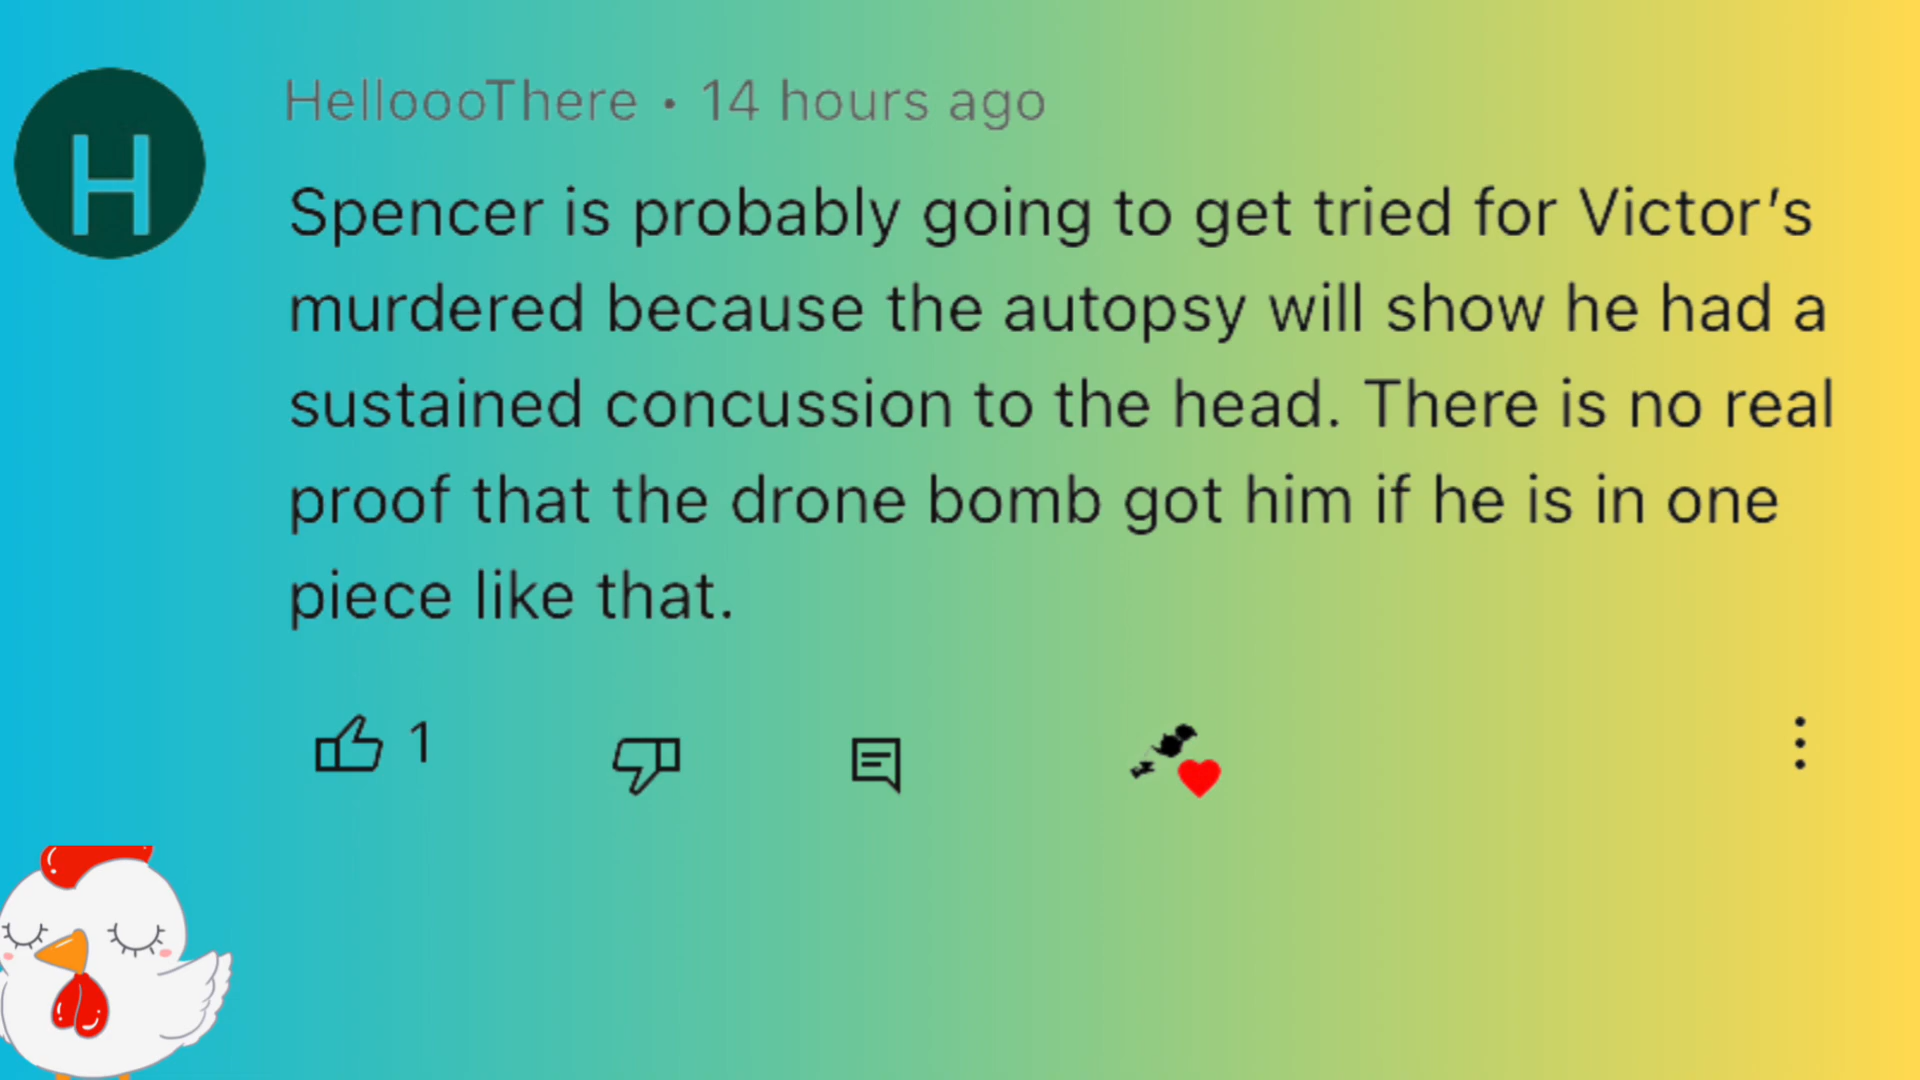 H
HelloooThere • 14 hours ago
Spencer is probably going to get tried for Victor's
murdered because the autopsy will show he had a
sustained concussion to the head. There is no real
proof that the drone bomb got him if he is in one
piece like that.
1